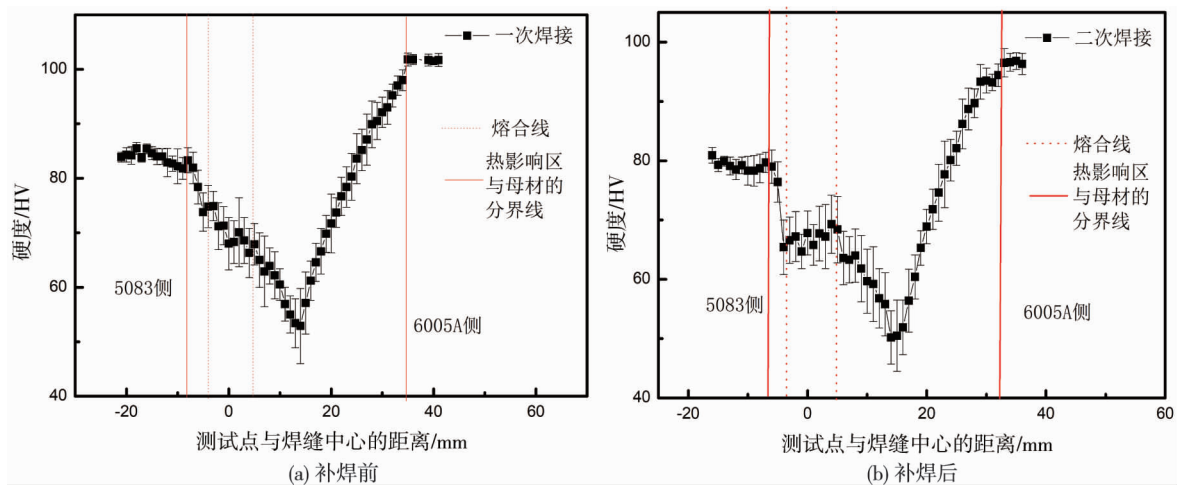 100
80
60
40
-20
0
20
40
60
硬度/HV
测试点与焊缝中心的距离/mm
一次焊接
熔合线
热影响区
与母材的
分界线
5083侧
6005A侧
(a) 补焊前
100
80
60
40
-20
0
20
40
60
硬度/HV
测试点与焊缝中心的距离/mm
二次焊接
熔合线
热影响区
与母材的
分界线
5083侧
6005A侧
(b) 补焊后